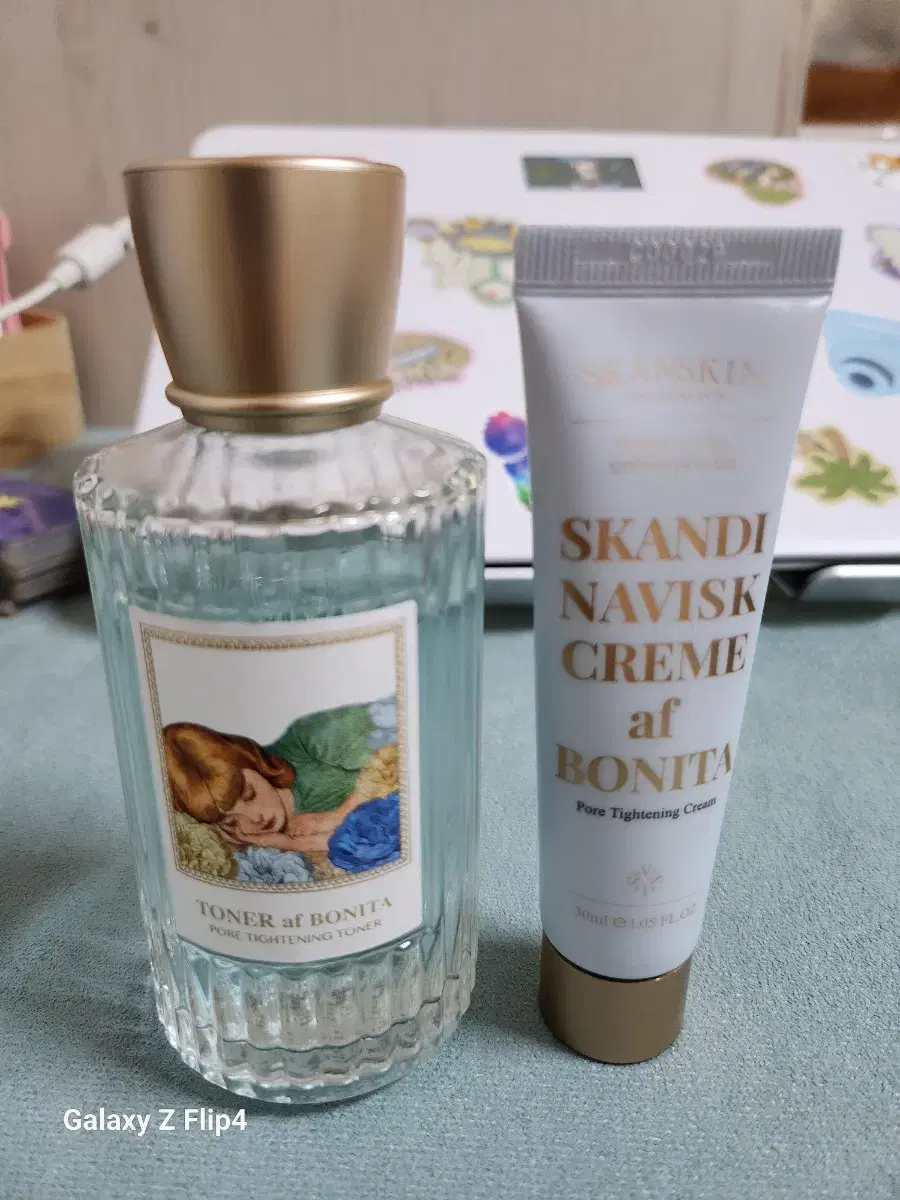 TONER af BONITA
PORE TIGHTENING TONER
SKANSKIN
SKANDI
NAVISK
CREME
af
BONITA
Pore Tightening Cream
30ml e 1.05 FL.OZ
Galaxy Z Flip4